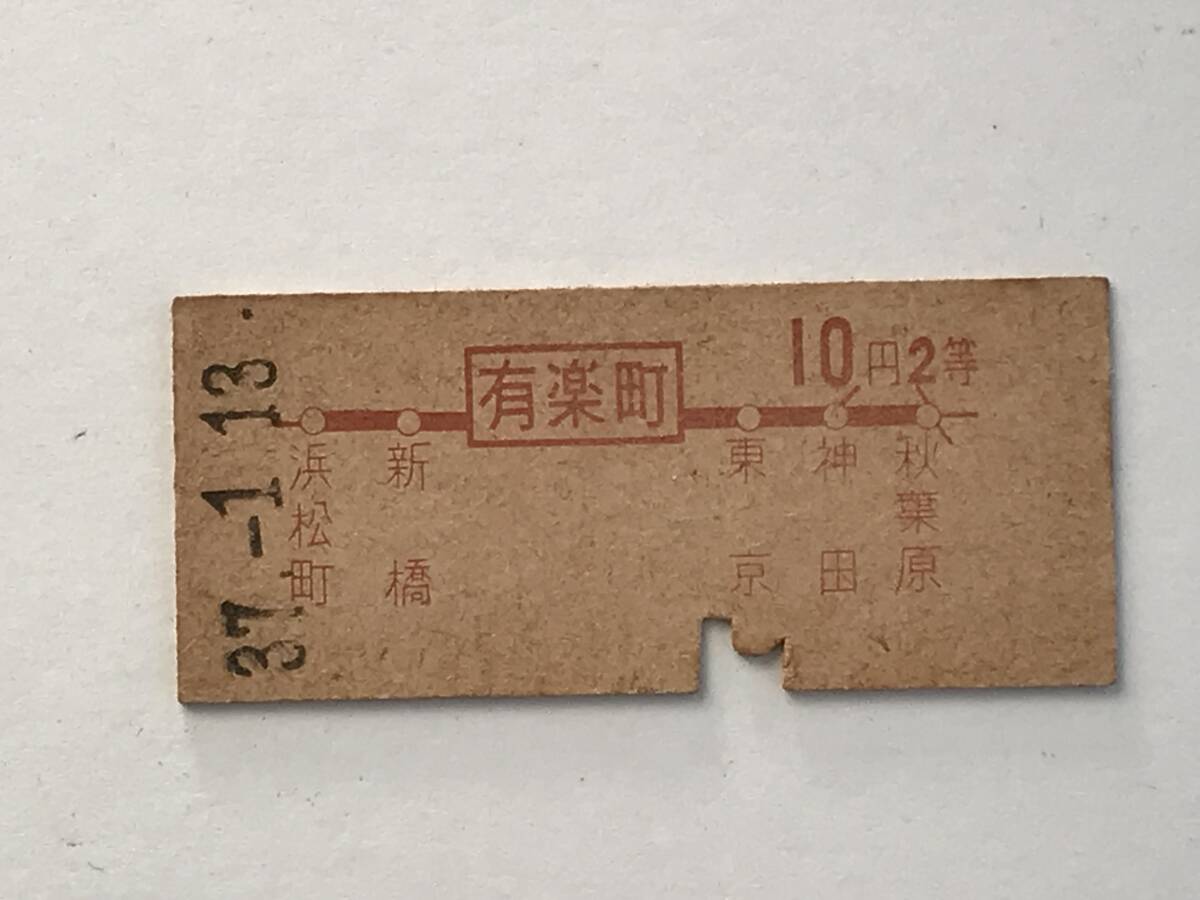 37.-1.13.
10円2等
有楽町
浜松町
新橋
東京
神田
秋葉原